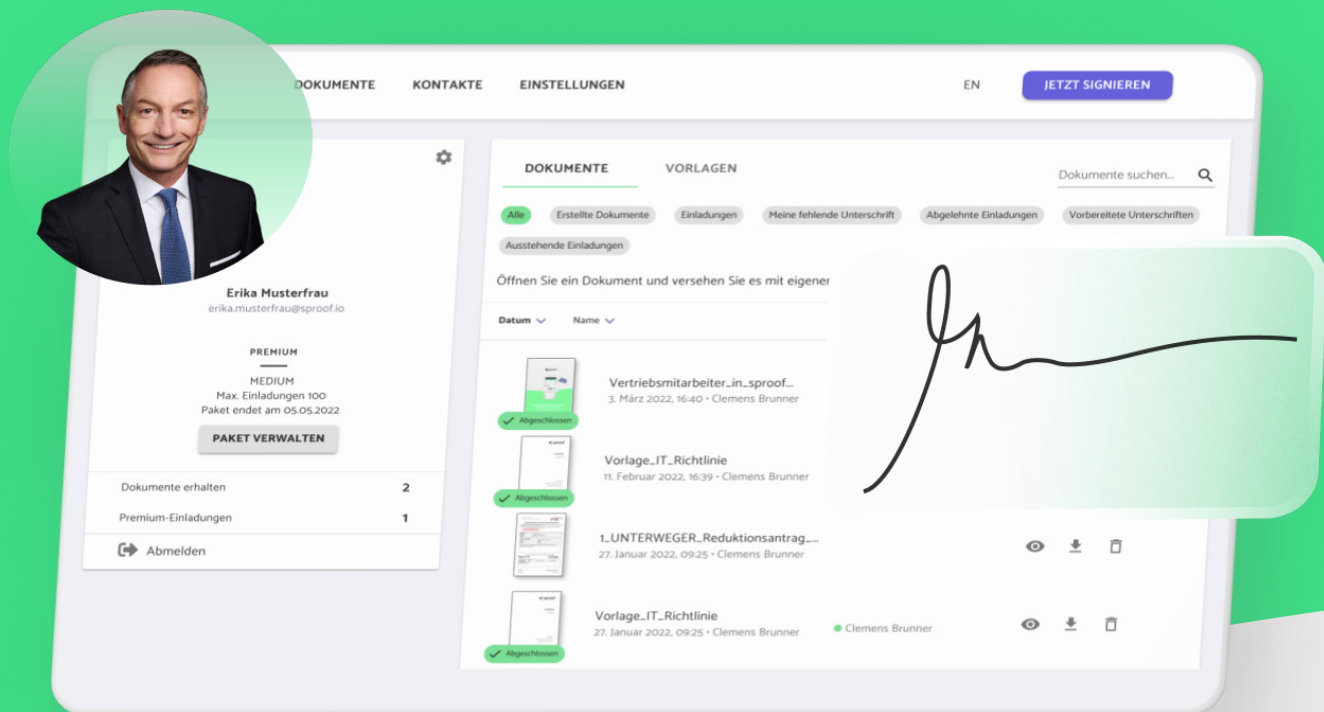 DOKUMENTE KONTAKTE EINSTELLUNGEN EN JETZT SIGNIEREN
Erika Musterfrau
erika.musterfrau@sproof.io
PREMIUM
MEDIUM
Max. Einladungen 100
Paket endet am 05.05.2022
PAKET VERWALTEN
Dokumente erhalten 2
Premium-Einladungen 1
Abmelden
DOKUMENTE VORLAGEN Dokumente suchen...
Alle Erstellte Dokumente Einladungen Meine fehlende Unterschrift Abgelehnte Einladungen Vorbereitete Unterschriften
Ausstehende Einladungen
Öffnen Sie ein Dokument und versehen Sie es mit eigener
Datum Name
Vertriebsmitarbeiter_in_sproof...
3. März 2022, 16:40 • Clemens Brunner
Abgeschlossen
Vorlage_IT_Richtlinie
11. Februar 2022, 16:39 • Clemens Brunner
Abgeschlossen
1_UNTERWEGER_Reduktionsantrag_...
27. Januar 2022, 09:25 • Clemens Brunner
Vorlage_IT_Richtlinie
27. Januar 2022, 09:25 • Clemens Brunner Clemens Brunner
Abgeschlossen